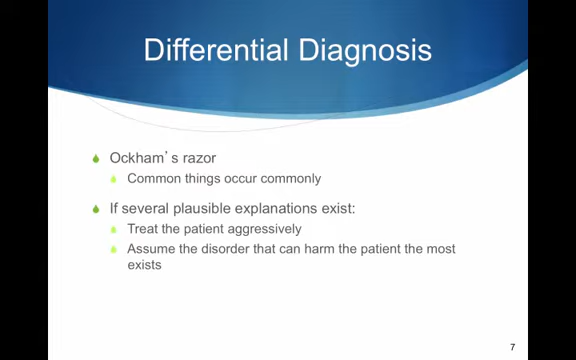 Differential Diagnosis
Ockham's razor
Common things occur commonly
If several plausible explanations exist:
Treat the patient aggressively
Assume the disorder that can harm the patient the most
exists
7